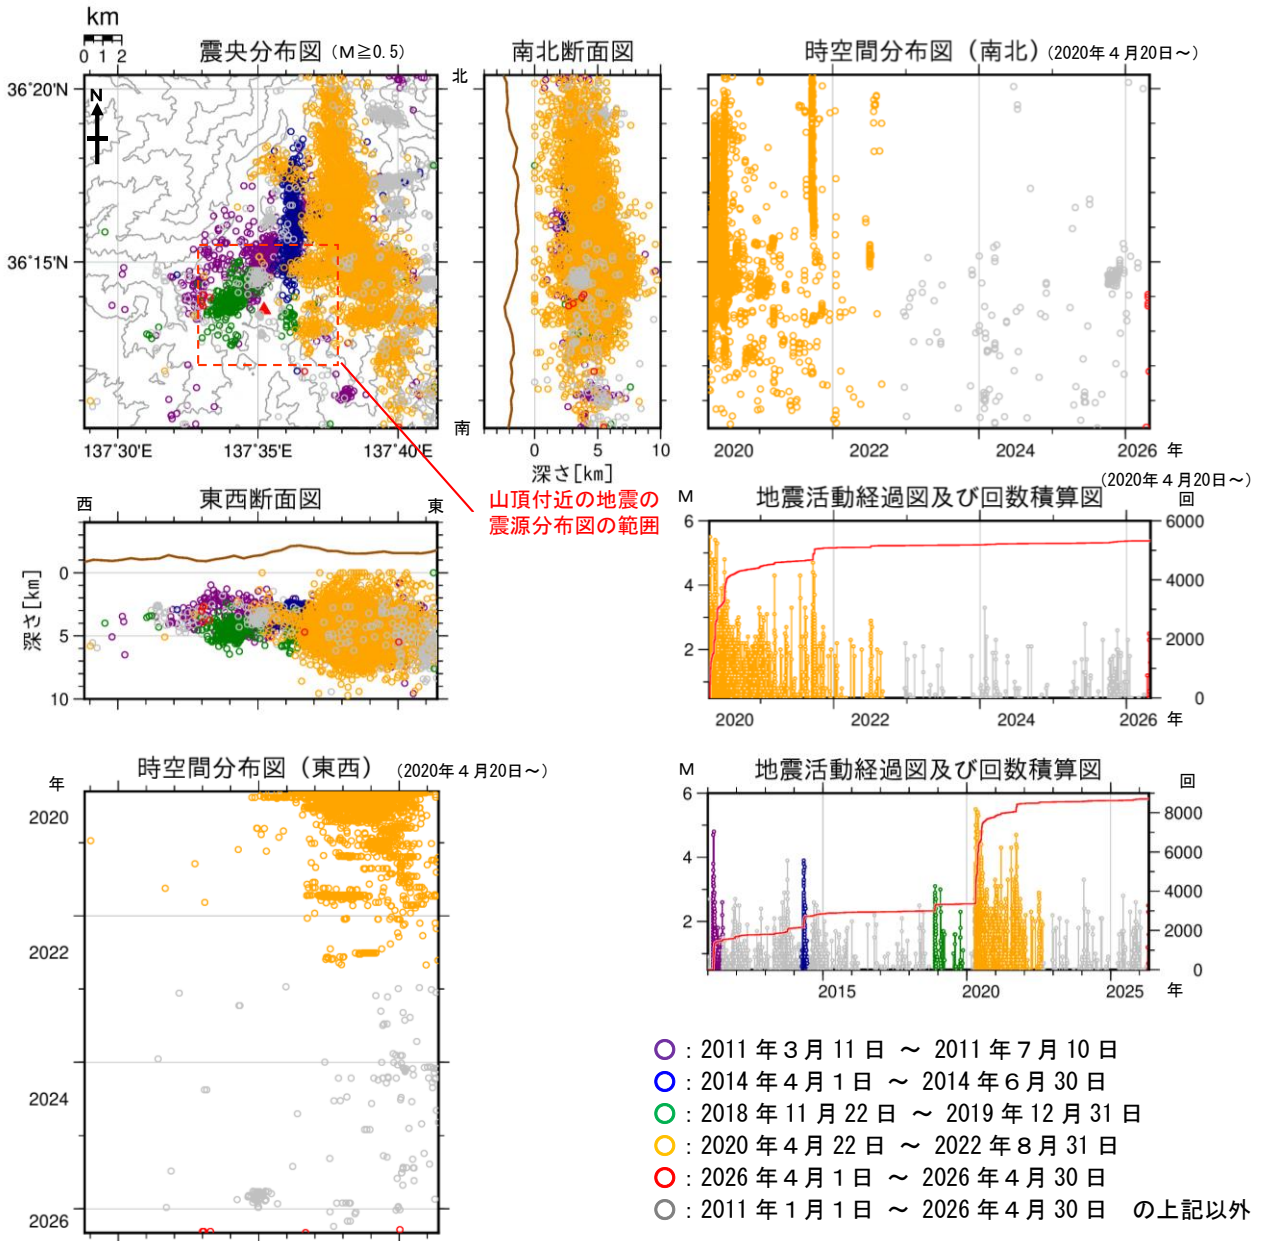 km
0 1 2
震央分布図 (M≧0.5)
北
36°20'N
36°15'N
N
南
137°30'E 137°35'E 137°40'E
南北断面図
0 5 10
深さ[km]
時空間分布図（南北）(2020年４月20日～)
2020 2022 2024 2026 年
山頂付近の地震の
震源分布図の範囲
西 東西断面図 東
深さ[km]
0
5
10
(2020年４月20日～)
M 地震活動経過図及び回数積算図 回
6 6000
4 4000
2 2000
0
2020 2022 2024 2026 年
時空間分布図（東西）(2020年４月20日～)
年
2020
2022
2024
2026
M 地震活動経過図及び回数積算図 回
6 8000
4 6000
4000
2 2000
0
2015 2020 2025 年
：2011 年３月 11 日 ～ 2011 年７月 10 日
：2014 年４月１日 ～ 2014 年６月 30 日
：2018 年 11 月 22 日 ～ 2019 年 12 月 31 日
：2020 年４月 22 日 ～ 2022 年８月 31 日
：2026 年４月１日 ～ 2026 年４月 30 日
：2011 年１月１日 ～ 2026 年４月 30 日 の上記以外